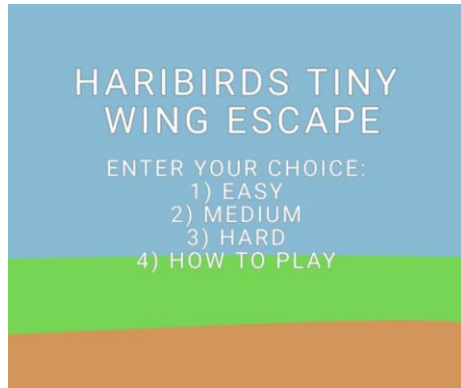 HARIBIRDS TINY
WING ESCAPE
ENTER YOUR CHOICE:
1) EASY
2) MEDIUM
3) HARD
4) HOW TO PLAY